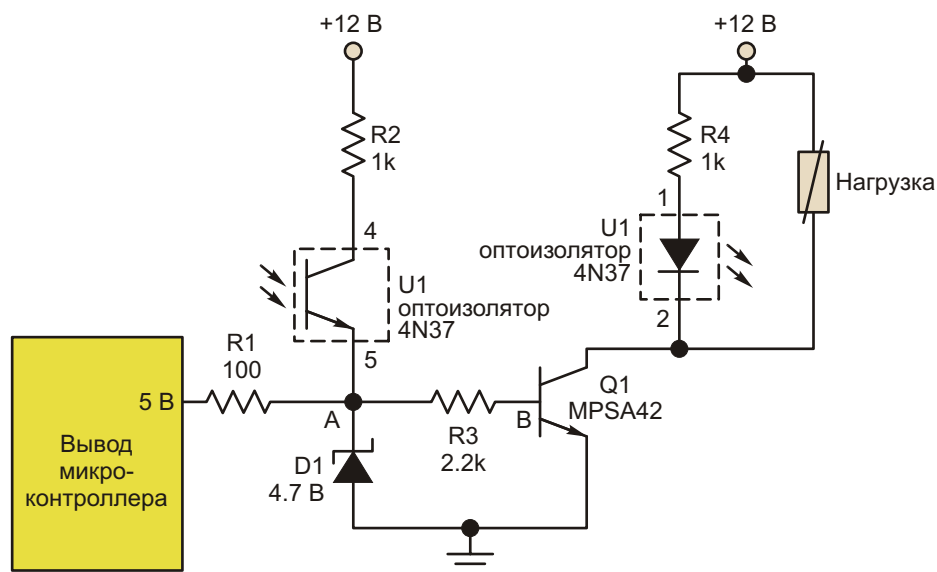 +12 В
+12 В
R2
1k
R4
1k
Нагрузка
1
4
U1
оптоизолятор
4N37
U1
оптоизолятор
4N37
2
5
R1
100
5 В
A
B
Q1
MPSA42
R3
2.2k
D1
4.7 В
Вывод
микро-
контроллера